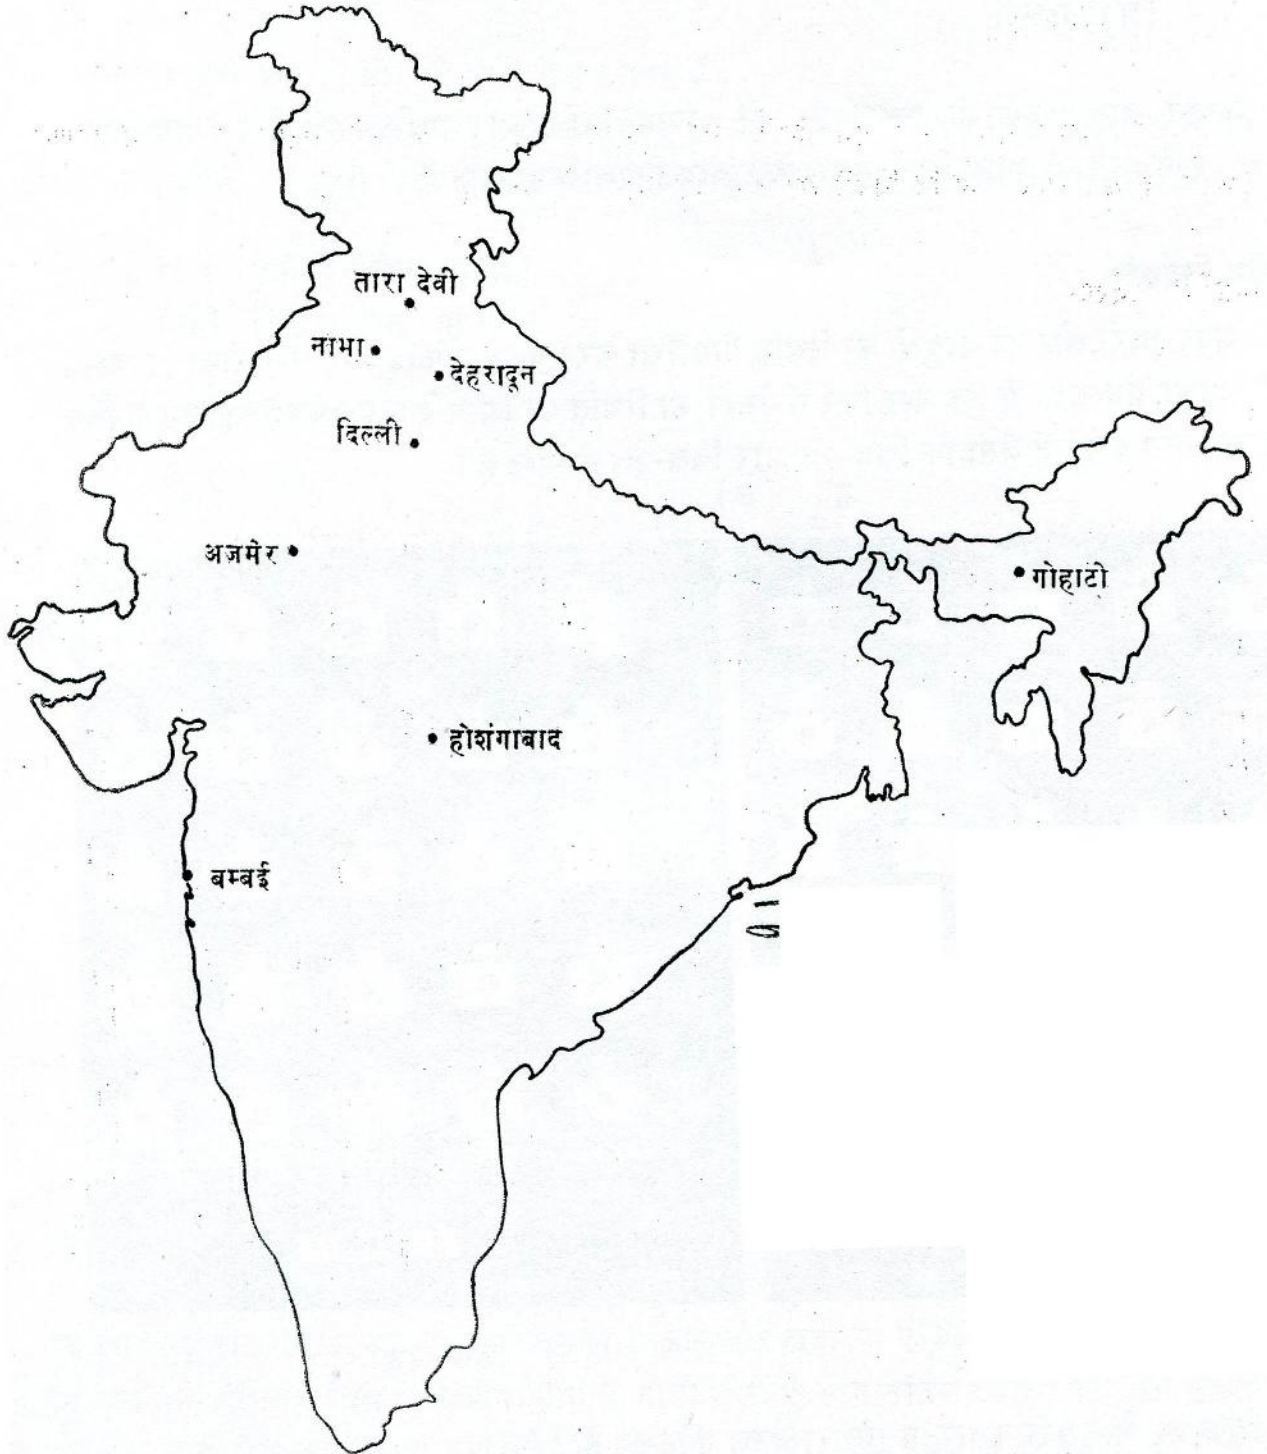 तारा देवी
नाभा
देहरादून
दिल्ली
अजमेर
गोहाटी
होशंगाबाद
बम्बई